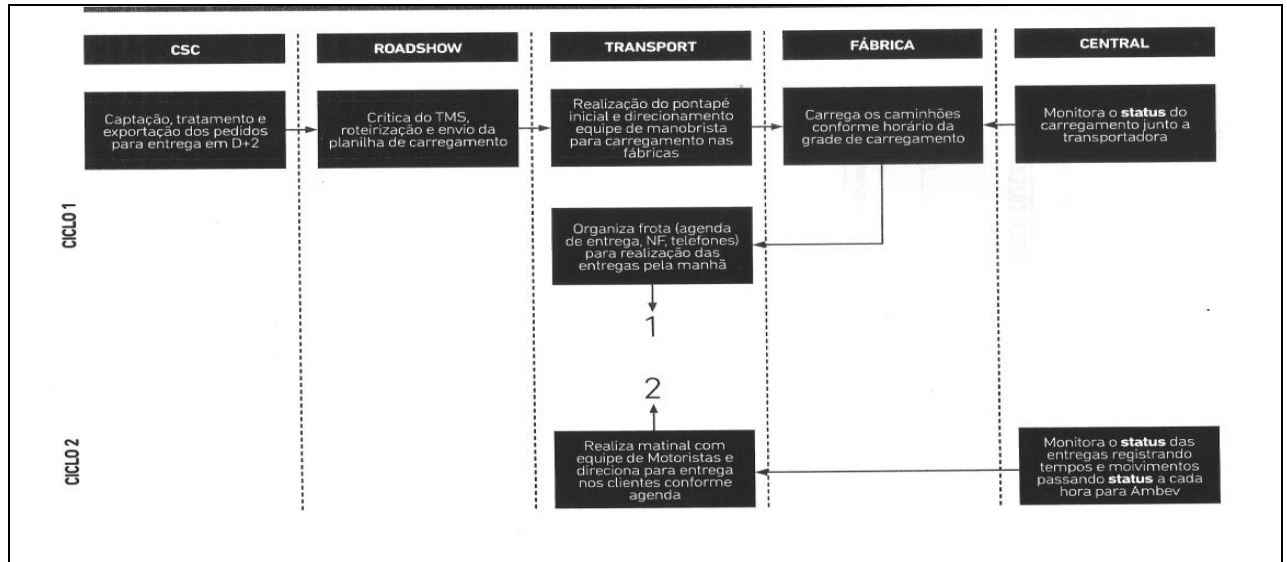 CSC
ROADSHOW
TRANSPORT
FÁBRICA
CENTRAL
Captação, tratamento e
exportação dos pedidos
para entrega em D+2
Crítica do TMS,
roteirização e envio da
planilha de carregamento
Realização do pontapé
inicial e direcionamento
equipe de manobrista
para carregamento nas
fábricas
Carrega os caminhões
conforme horário da
grade de carregamento
Monitora o status do
carregamento junto a
transportadora
CICLO 1
Organiza frota (agenda
de entrega, NF, telefones)
para realização das
entregas pela manhã
1
2
CICLO 2
Realiza matinal com
equipe de Motoristas e
direciona para entrega
nos clientes conforme
agenda
Monitora o status das
entregas registrando
tempos e moivimentos
passando status a cada
hora para Ambev